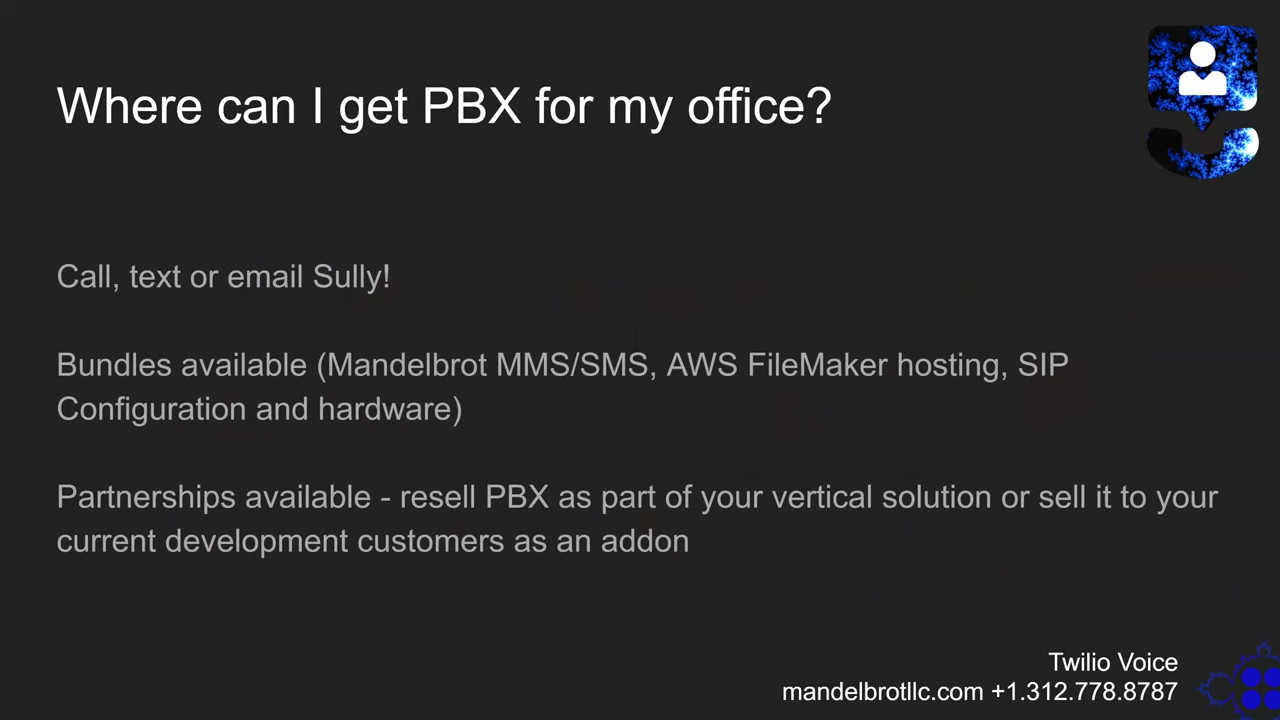 Where can I get PBX for my office?
Call, text or email Sully!
Bundles available (Mandelbrot MMS/SMS, AWS FileMaker hosting, SIP
Configuration and hardware)
Partnerships available - resell PBX as part of your vertical solution or sell it to your
current development customers as an addon
Twilio Voice
mandelbrotllc.com +1.312.778.8787